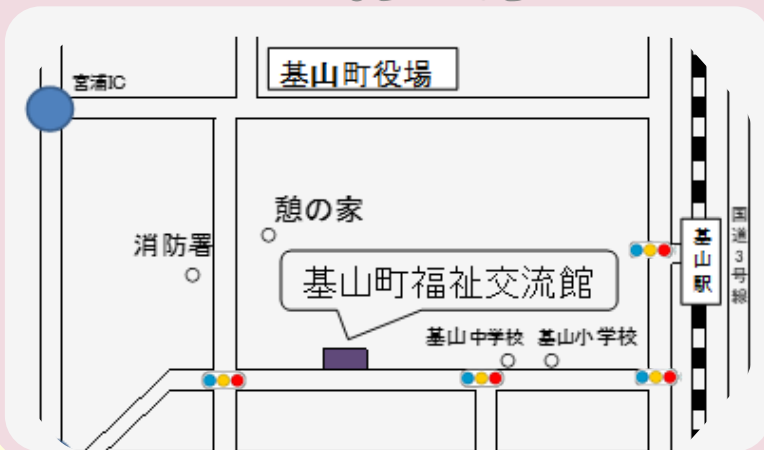 宮浦IC
基山町役場
憩の家
消防署
基山町福祉交流館
基山中学校
基山小学校
基山駅
国道3号線